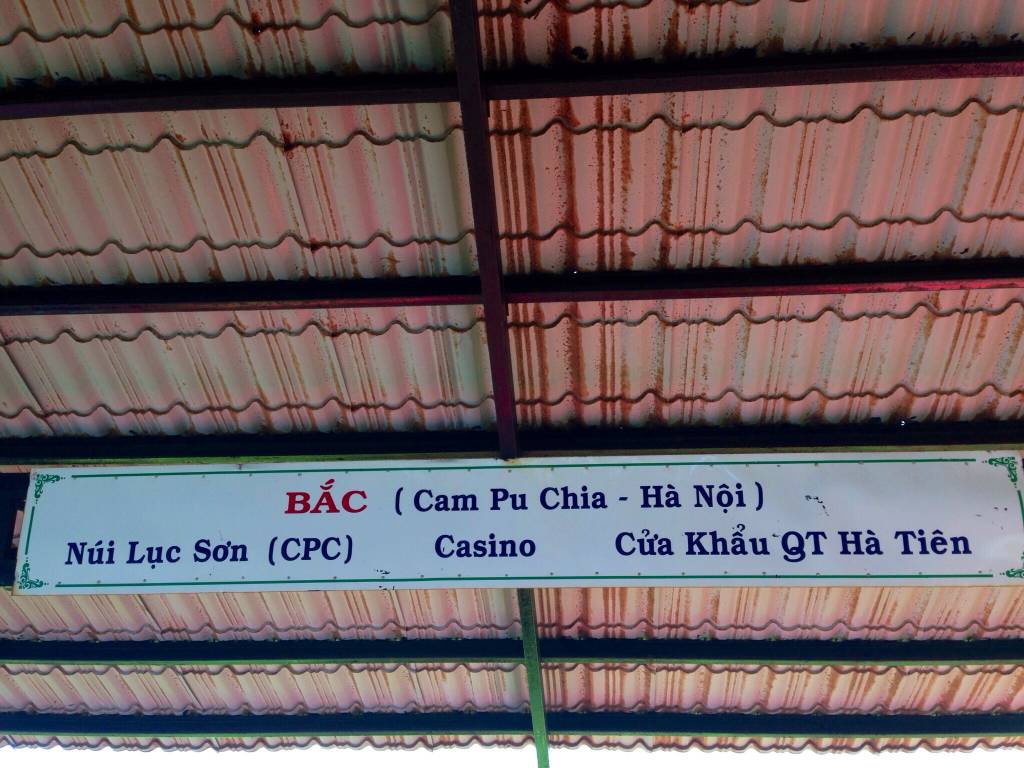 BẮC ( Cam Pu Chia - Hà Nội )
Núi Lục Sơn (CPC) Casino Cửa Khẩu QT Hà Tiên